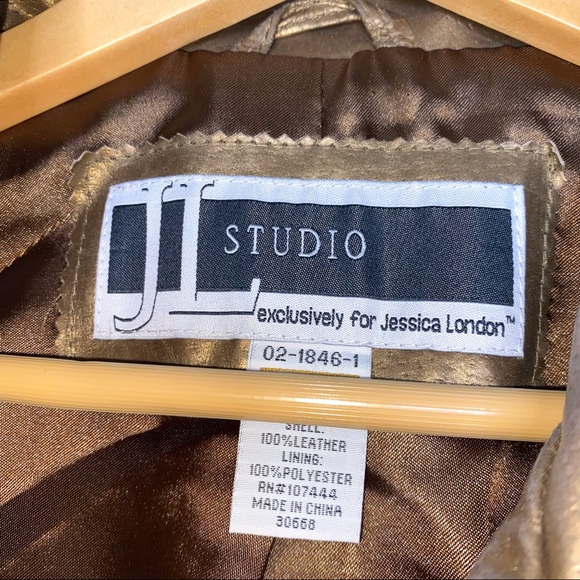 JL STUDIO
exclusively for Jessica London™
02-1846-1
SHELL:
100%LEATHER
LINING:
100%POLYESTER
RN#107444
MADE IN CHINA
30668